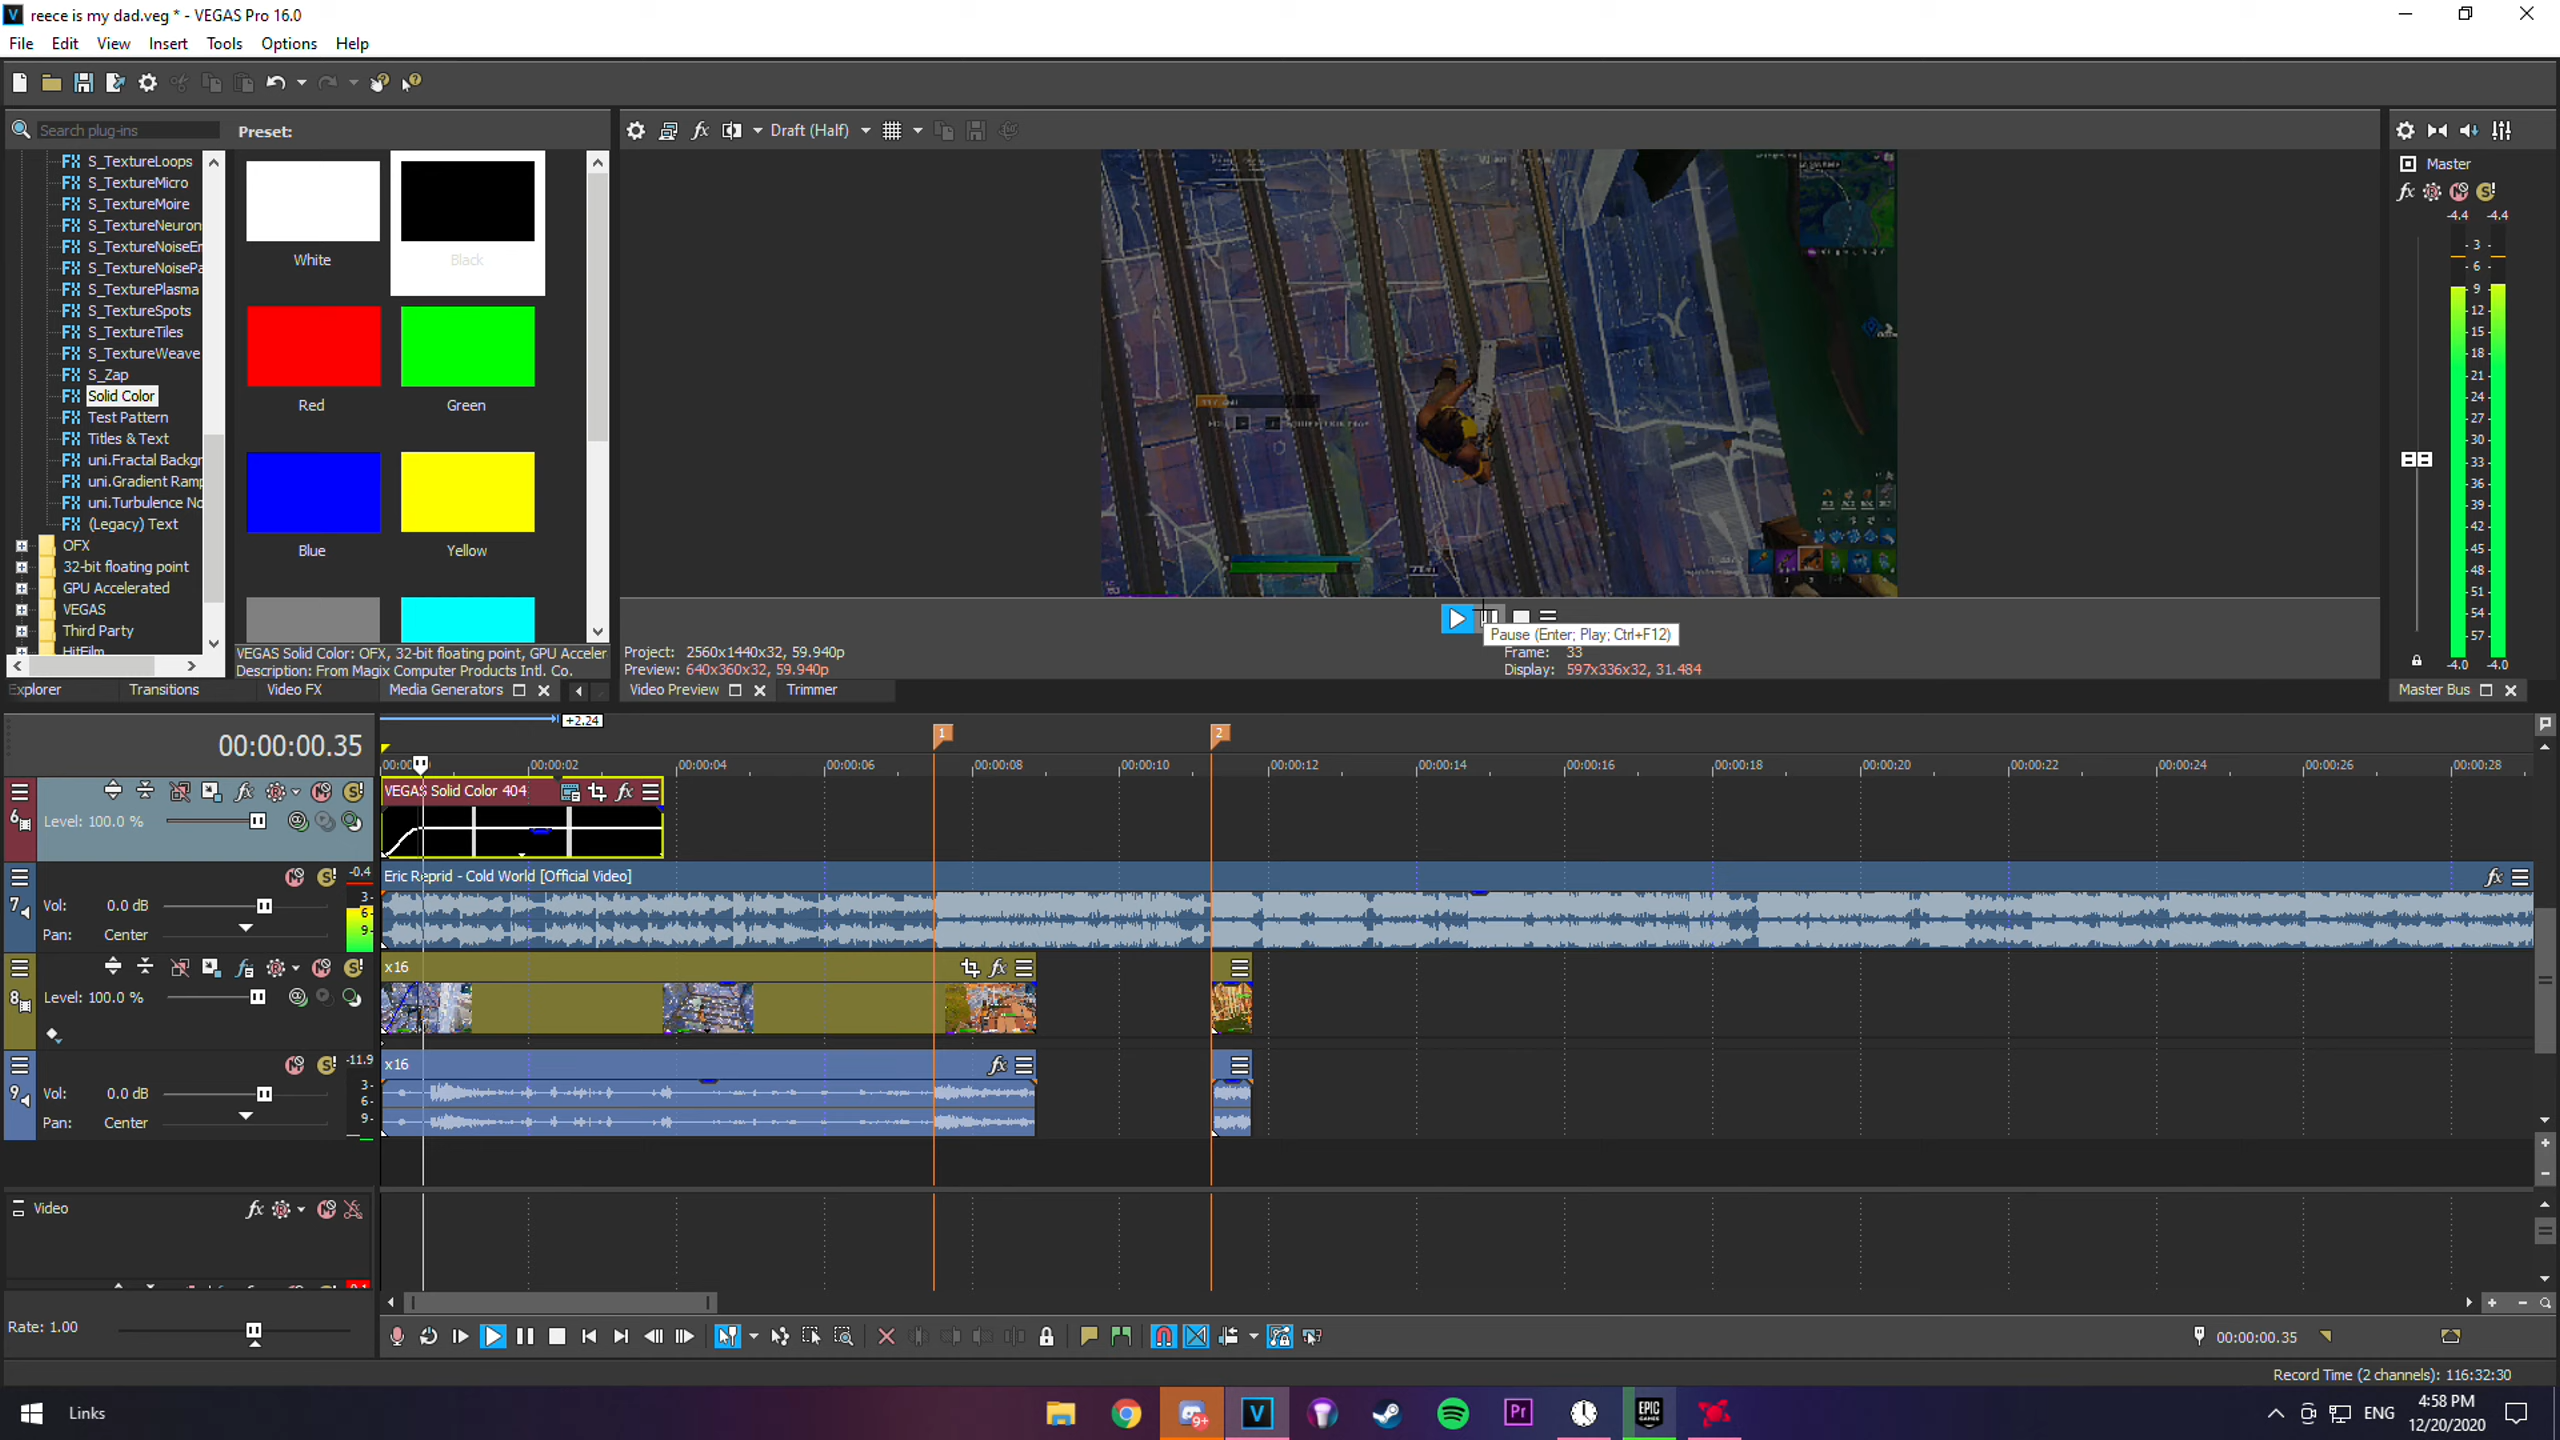 reece is my dad.veg * - VEGAS Pro 16.0
File Edit View Insert Tools Options Help
Search plug-ins
Preset:
Draft (Half)
S_TextureLoops
S_TextureMicro
S_TextureMoire
S_TextureNeuron
S_TextureNoiseEn
S_TextureNoisePa
S_TexturePlasma
S_TextureSpots
S_TextureTiles
S_TextureWeave
S_Zap
Solid Color
Test Pattern
Titles & Text
uni.Fractal Backgr
uni.Gradient Ramp
uni.Turbulence No
(Legacy) Text
OFX
32-bit floating point
GPU Accelerated
VEGAS
Third Party
HitFilm
White
Black
Red
Green
Blue
Yellow
VEGAS Solid Color: OFX, 32-bit floating point, GPU Acceler
Description: From Magix Computer Products Intl. Co.
Explorer Transitions Video FX Media Generators
Pause (Enter; Play; Ctrl+F12)
Project: 2560x1440x32, 59.940p
Preview: 640x360x32, 59.940p
Frame: 33
Display: 597x336x32, 31.484
Video Preview Trimmer
Master
-4.4 -4.4
3
6
9
12
15
18
21
24
27
30
33
36
39
42
45
48
51
54
57
-4.0 -4.0
Master Bus
+2.24
00:00:00.35
1
2
00:00 00:00:02 00:00:04 00:00:06 00:00:08 00:00:10 00:00:12 00:00:14 00:00:16 00:00:18 00:00:20 00:00:22 00:00:24 00:00:26 00:00:28
6
Level: 100.0 %
VEGAS Solid Color 404
7
Vol: 0.0 dB
Pan: Center
-0.4
3
6
9
Eric Reprid - Cold World [Official Video]
8
Level: 100.0 %
x16
9
Vol: 0.0 dB
Pan: Center
-11.9
3
6
9
x16
Video
Rate: 1.00
00:00:00.35
Record Time (2 channels): 116:32:30
Links
9+
V
Pr
EPIC
GAMES
ENG
4:58 PM
12/20/2020